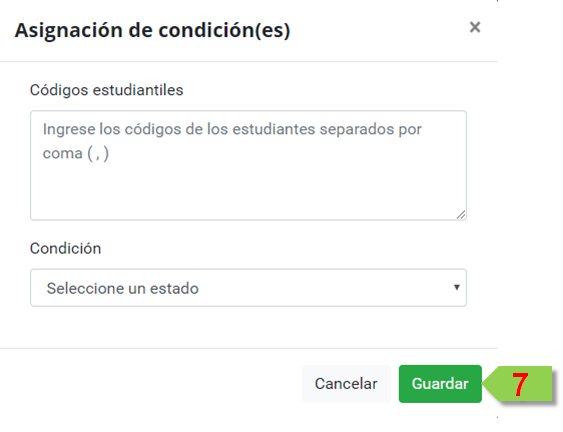 Asignación de condición(es)
×
Códigos estudiantiles
Ingrese los códigos de los estudiantes separados por
coma ( , )
Condición
Seleccione un estado
Cancelar
Guardar
7